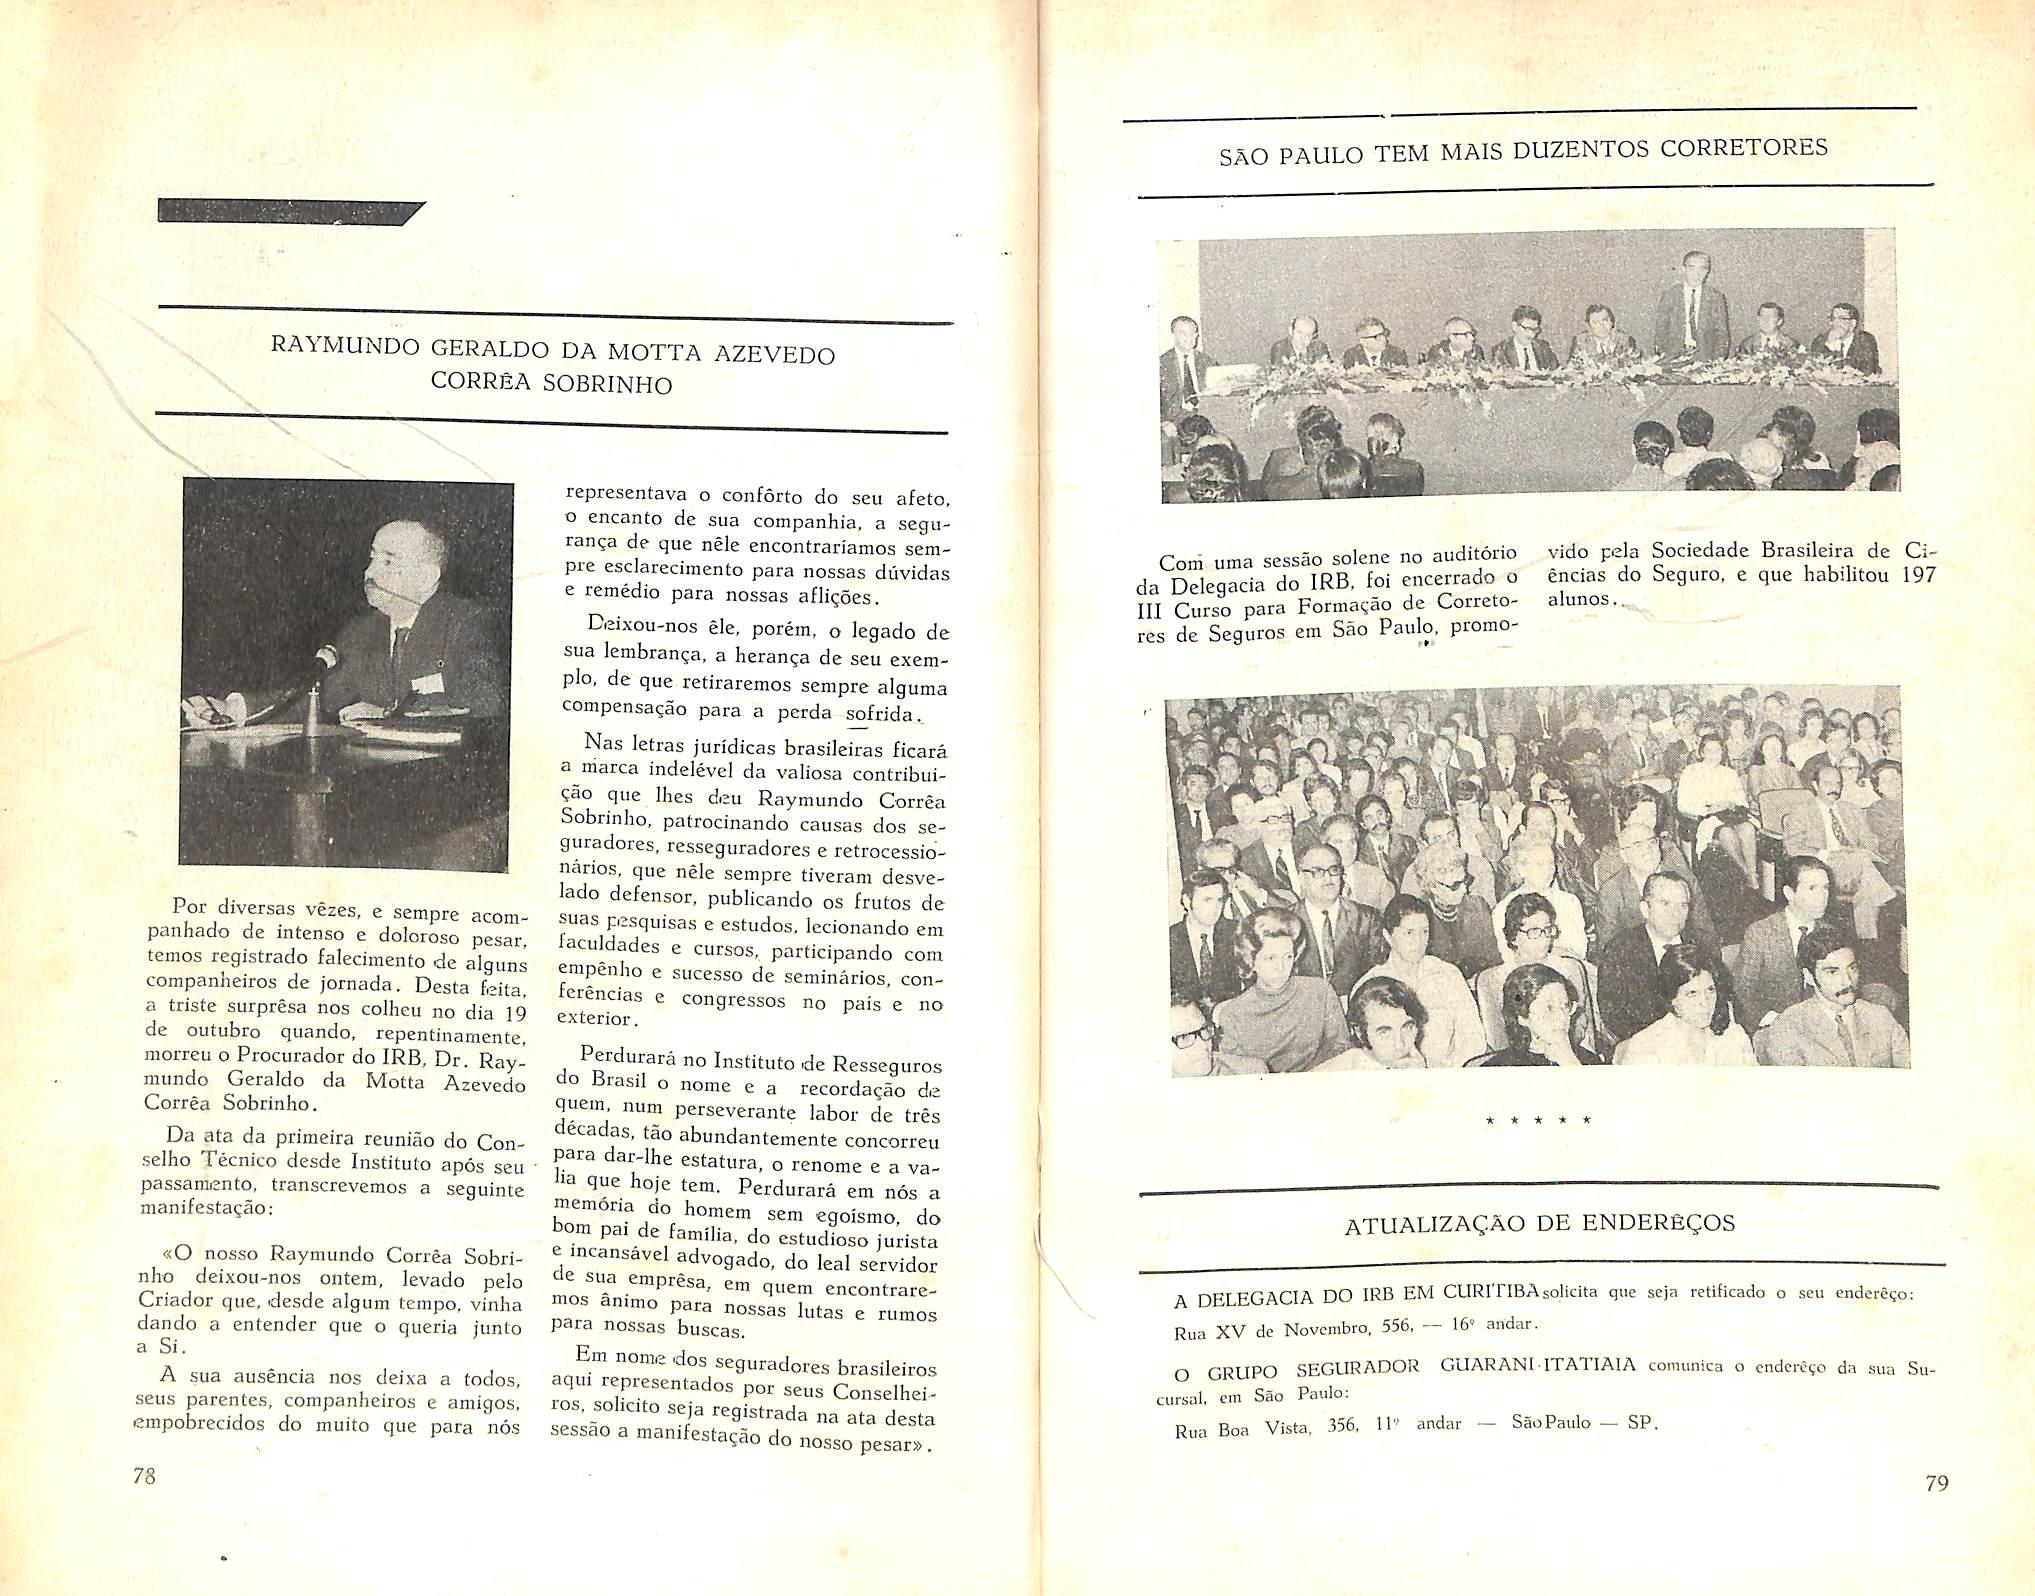 RAYMUNDO GERALDO DA MOTTA AZEVEDO
CORRÊA SOBRINHO
Por diversas vêzes, e sempre acom-
panhado de intenso e doloroso pesar,
temos registrado falecimento de alguns
companheiros de jornada. Desta feita,
a triste surprêsa nos colheu no dia 19
de outubro quando, repentinamente,
morreu o Procurador do IRB, Dr. Ray-
mundo Geraldo da Motta Azevedo
Corrêa Sobrinho.
Da ata da primeira reunião do Con-
selho Técnico desde Instituto após seu
passamento, transcrevemos a seguinte
manifestação:
«O nosso Raymundo Corrêa Sobri-
nho deixou-nos ontem, levado pelo
Criador que, desde algum tempo, vinha
dando a entender que o queria junto
a Si.
A sua ausência nos deixa a todos,
seus parentes, companheiros e amigos,
empobrecidos do muito que para nós
representava o confôrto do seu afeto,
o encanto de sua companhia, a segu-
rança de que nêle encontraríamos sem-
pre esclarecimento para nossas dúvidas
e remédio para nossas aflições.
Deixou-nos êle, porém, o legado de
sua lembrança, a herança de seu exem-
plo, de que retiraremos sempre alguma
compensação para a perda sofrida.
Nas letras jurídicas brasileiras ficará
a marca indelével da valiosa contribui-
ção que lhes deu Raymundo Corrêa
Sobrinho, patrocinando causas dos se-
guradores, resseguradores e retrocessio-
nários, que nêle sempre tiveram desve-
lado defensor, publicando os frutos de
suas pesquisas e estudos, lecionando em
faculdades e cursos, participando com
empênho e sucesso de seminários, con-
ferências e congressos no país e no
exterior.
Perdurará no Instituto de Resseguros
do Brasil o nome e a recordação de
quem, num perseverante labor de três
décadas, tão abundantemente concorreu
para dar-lhe estatura, o renome e a va-
lia que hoje tem. Perdurará em nós a
memória do homem sem egoísmo, do
bom pai de família, do estudioso jurista
e incansável advogado, do leal servidor
de sua emprêsa, em quem encontrare-
mos ânimo para nossas lutas e rumos
para nossas buscas.
Em nome dos seguradores brasileiros
aqui representados por seus Conselhei-
ros, solicito seja registrada na ata desta
sessão a manifestação do nosso pesar».
78
SÃO PAULO TEM MAIS DUZENTOS CORRETORES
Com uma sessão solene no auditório
da Delegacia do IRB, foi encerrado o
III Curso para Formação de Correto-
res de Seguros em São Paulo, promo-
vido pela Sociedade Brasileira de Ci-
ências do Seguro, e que habilitou 197
alunos.
* * * * *
ATUALIZAÇÃO DE ENDERÊÇOS
A DELEGACIA DO IRB EM CURITIBA solicita que seja retificado o seu enderêço:
Rua XV de Novembro, 556, — 16º andar.
O GRUPO SEGURADOR GUARANI-ITATIAIA comunica o enderêço da sua Su-
cursal, em São Paulo:
Rua Boa Vista, 356, 11º andar — São Paulo — SP.
79